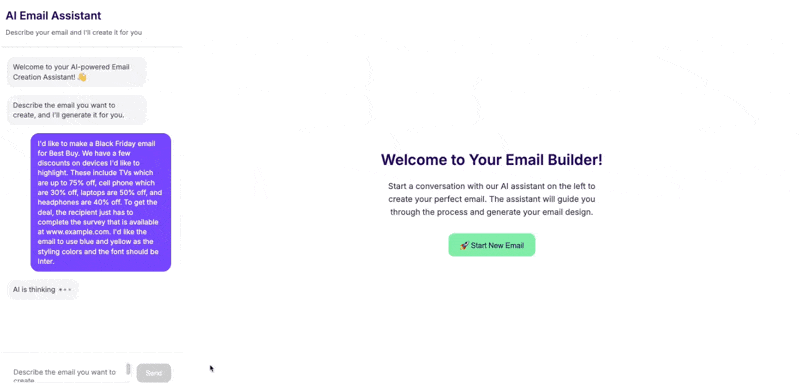 AI Email Assistant
Describe your email and I'll create it for you
Welcome to your AI-powered Email
Creation Assistant! 👋
Describe the email you want to
create, and I'll generate it for you.
I'd like to make a Black Friday email
for Best Buy. We have a few
discounts on devices I'd like to
highlight. These include TVs which
are up to 75% off, cell phone which
are 30% off, laptops are 50% off, and
headphones are 40% off. To get the
deal, the recipient just has to
complete the survey that is available
at www.example.com. I'd like the
email to use blue and yellow as the
styling colors and the font should be
Inter.
AI is thinking
Describe the email you want to
create
Send
Welcome to Your Email Builder!
Start a conversation with our AI assistant on the left to
create your perfect email. The assistant will guide you
through the process and generate your email design.
🚀 Start New Email